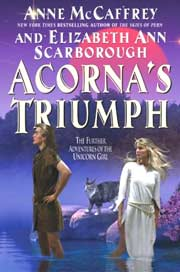 ANNE MCCAFFREY
NEW YORK TIMES BESTSELLING AUTHOR OF THE SKIES OF PERN
AND ELIZABETH ANN
SCARBOROUGH
ACORNA'S
TRIUMPH
THE FURTHER
ADVENTURES OF THE
UNICORN GIRL